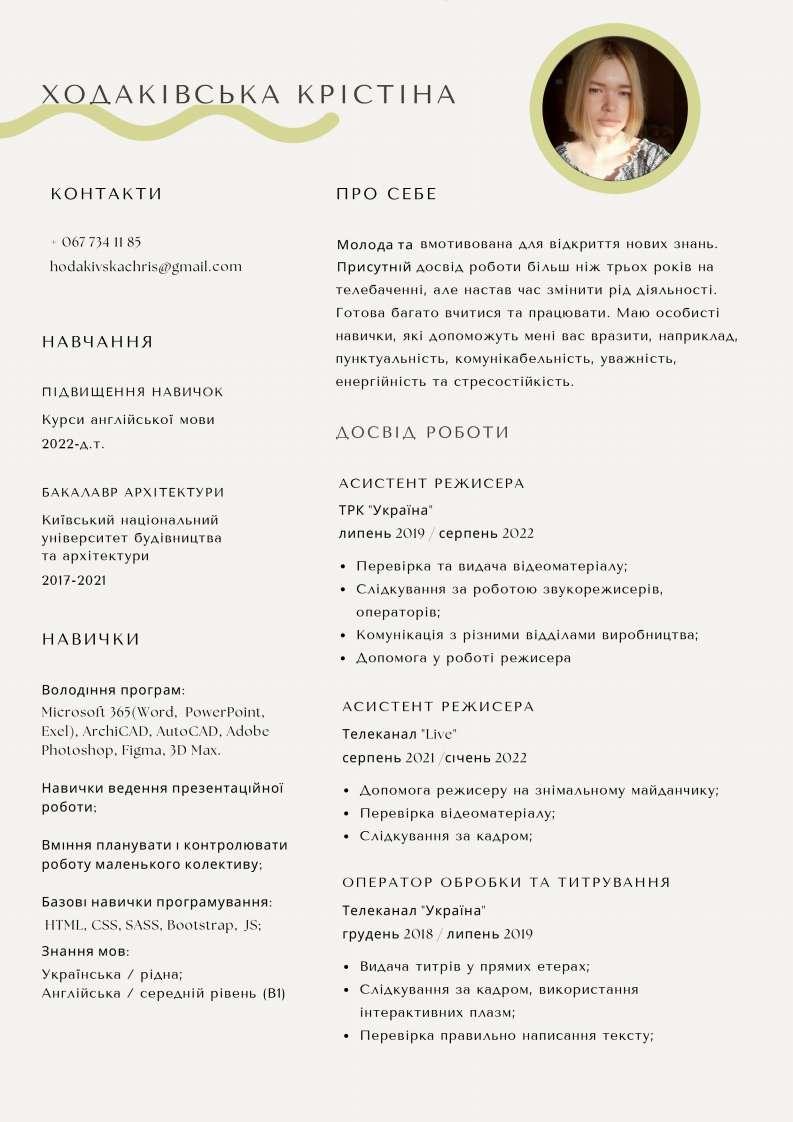 ХОДАКІВСЬКА КРІСТІНА
КОНТАКТИ
+ 067 734 11 85
hodakivskachris@gmail.com
НАВЧАННЯ
ПІДВИЩЕННЯ НАВИЧОК
Курси англійської мови
2022-д.т.
БАКАЛАВР АРХІТЕКТУРИ
Київський національний
університет будівництва
та архітектури
2017-2021
НАВИЧКИ
Володіння програм:
Microsoft 365(Word, PowerPoint,
Exel), ArchiCAD, AutoCAD, Adobe
Photoshop, Figma, 3D Max.
Навички ведення презентаційної
роботи;
Вміння планувати і контролювати
роботу маленького колективу;
Базові навички програмування:
HTML, CSS, SASS, Bootstrap, JS;
Знання мов:
Українська / рідна;
Англійська / середній рівень (B1)
ПРО СЕБЕ
Молода та вмотивована для відкриття нових знань.
Присутній досвід роботи більш ніж трьох років на
телебаченні, але настав час змінити рід діяльності.
Готова багато вчитися та працювати. Маю особисті
навички, які допоможуть мені вас вразити, наприклад,
пунктуальність, комунікабельність, уважність,
енергійність та стресостійкість.
ДОСВІД РОБОТИ
АСИСТЕНТ РЕЖИСЕРА
ТРК "Україна"
липень 2019 / серпень 2022
• Перевірка та видача відеоматеріалу;
• Слідкування за роботою звукорежисерів,
операторів;
• Комунікація з різними відділами виробництва;
• Допомога у роботі режисера
АСИСТЕНТ РЕЖИСЕРА
Телеканал "Live"
серпень 2021 /січень 2022
• Допомога режисеру на знімальному майданчику;
• Перевірка відеоматеріалу;
• Слідкування за кадром;
ОПЕРАТОР ОБРОБКИ ТА ТИТРУВАННЯ
Телеканал "Україна"
грудень 2018 / липень 2019
• Видача титрів у прямих етерах;
• Слідкування за кадром, використання
інтерактивних плазм;
• Перевірка правильно написання тексту;